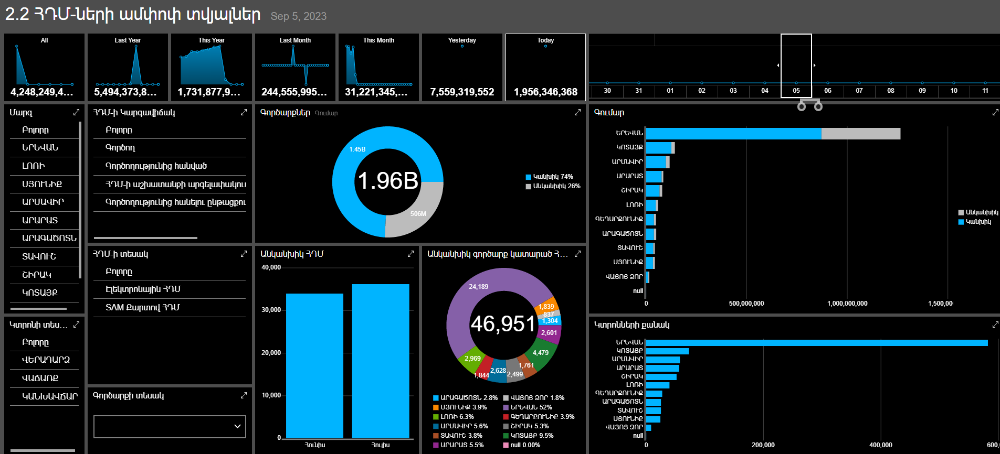 2.2 ՀԴՄ-ների ամփոփ տվյալներ Sep 5, 2023
All
4,248,249,4...
Last Year
5,494,373,8...
This Year
1,731,877,9...
Last Month
244,555,995...
This Month
31,221,345,...
Yesterday
7,559,319,552
Today
1,956,346,368
30 31 01 02 03 04 05 06 07 08 09 10 11
Մարզ
Բոլորը
ԵՐԵՎԱՆ
ԼՈՌԻ
ՍՅՈՒՆԻՔ
ԱՐՄԱՎԻՐ
ԱՐԱՐԱՏ
ԱՐԱԳԱԾՈՏՆ
ՏԱՎՈՒՇ
ՇԻՐԱԿ
ԿՈՏԱՅՔ
Կտրոնի տես...
Բոլորը
ՎԵՐԱԴԱՐՁ
ՎԱՃԱՌՔ
ԿԱՆԽԱՎՃԱՐ
ՀԴՄ-ի Կարգավիճակ
Բոլորը
Գործող
Գործողությունից հանված
ՀԴՄ-ի աշխատանքի արգելափակու
Գործողությունից հանելու ընթացքու
ՀԴՄ-ի տեսակ
Բոլորը
Էլեկտրոնային ՀԴՄ
SAM Քարտով ՀԴՄ
Գործարքի տեսակ
Գործարքներ Գումար
1.45B
1.96B
506M
Կանխիկ 74%
Անկանխիկ 26%
Անկանխիկ ՀԴՄ
40,000
30,000
20,000
10,000
0
Հունիս Հուլիս
Անկանխիկ գործարք կատարած Հ...
24,189
1,839
837
1,304
2,601
4,479
1,761
2,499
2,628
1,844
2,969
46,951
ԱՐԱԳԱԾՈՏՆ 2.8% ՎԱՅՈՑ ՁՈՐ 1.8%
ՍՅՈՒՆԻՔ 3.9% ԵՐԵՎԱՆ 52%
ԼՈՌԻ 6.3% ԳԵՂԱՐՔՈՒՆԻՔ 3.9%
ԱՐՄԱՎԻՐ 5.6% ՇԻՐԱԿ 5.3%
ՏԱՎՈՒՇ 3.8% ԿՈՏԱՅՔ 9.5%
ԱՐԱՐԱՏ 5.5% null 0.00%
Գումար
ԵՐԵՎԱՆ
ԿՈՏԱՅՔ
ԱՐՄԱՎԻՐ
ԱՐԱՐԱՏ
ՇԻՐԱԿ
ԼՈՌԻ
ԳԵՂԱՐՔՈՒՆԻՔ
ԱՐԱԳԱԾՈՏՆ
ՏԱՎՈՒՇ
ՍՅՈՒՆԻՔ
ՎԱՅՈՑ ՁՈՐ
null
0 500,000,000 1,000,000,000 1,500,00
Անկանխիկ
Կանխիկ
Կտրոնների քանակ
ԵՐԵՎԱՆ
ԿՈՏԱՅՔ
ԱՐՄԱՎԻՐ
ԱՐԱՐԱՏ
ՇԻՐԱԿ
ԼՈՌԻ
ԳԵՂԱՐՔՈՒՆԻՔ
ԱՐԱԳԱԾՈՏՆ
ՏԱՎՈՒՇ
ՍՅՈՒՆԻՔ
ՎԱՅՈՑ ՁՈՐ
null
0 200,000 400,000 600,